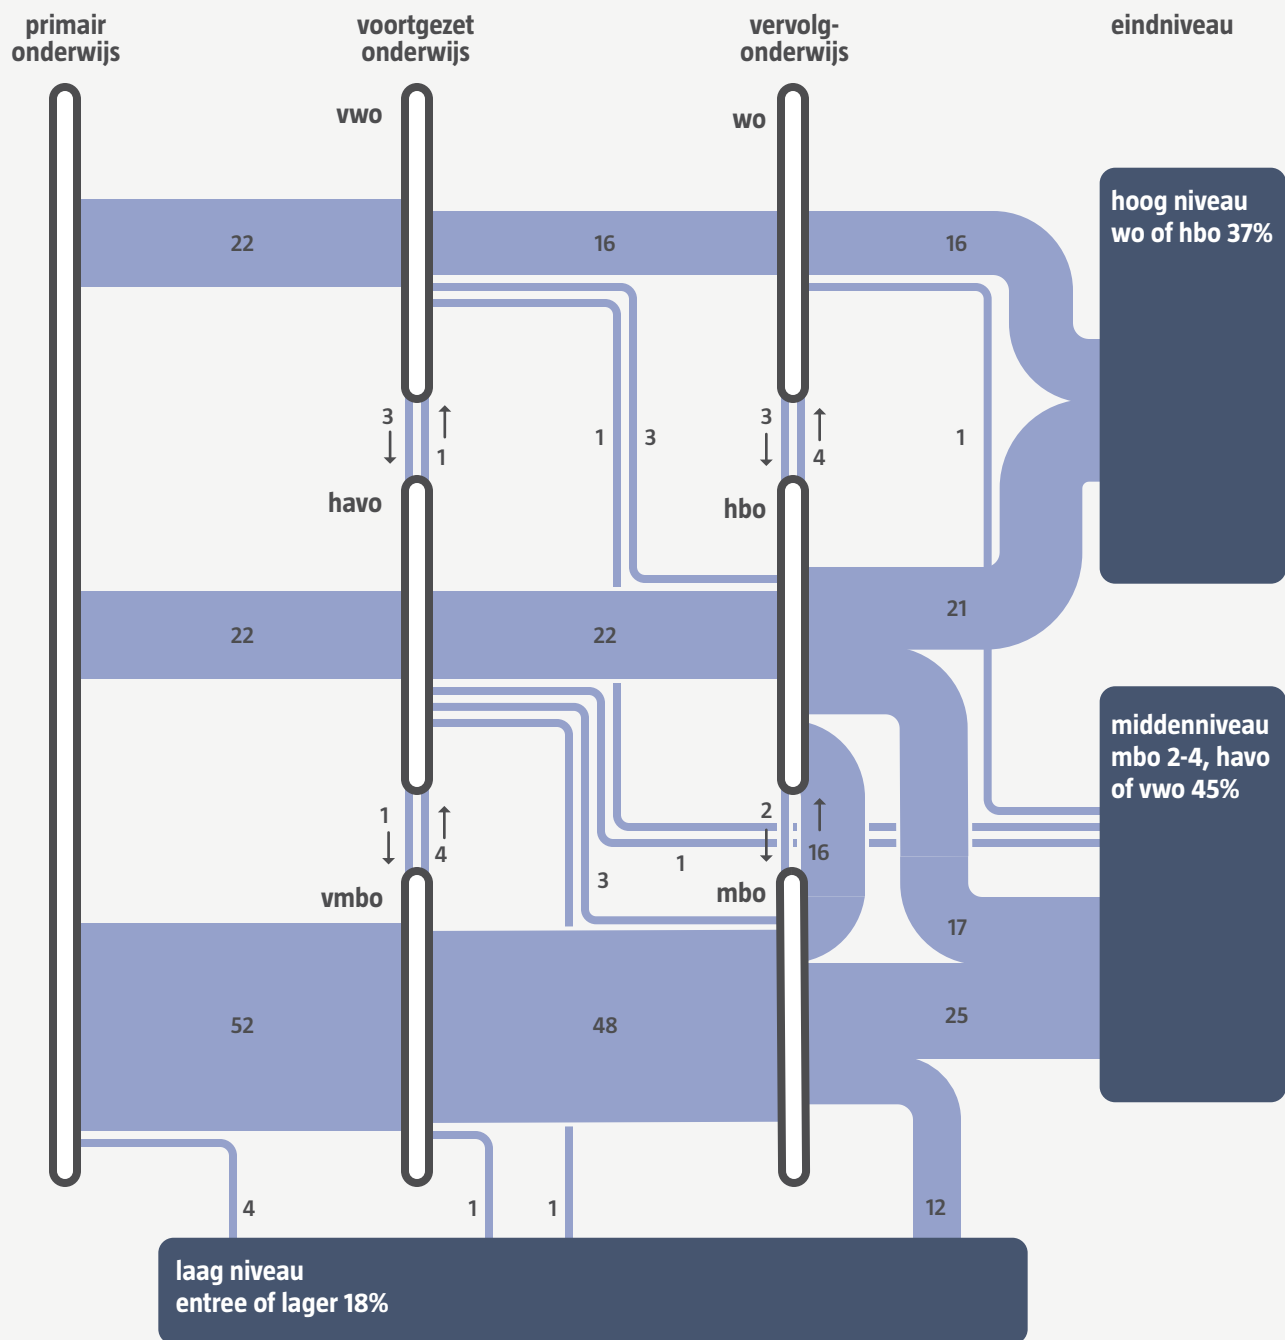 primair
onderwijs
voortgezet
onderwijs
vervolg-
onderwijs
eindniveau
vwo
wo
hoog niveau
wo of hbo 37%
22
16
16
3
1
1
3
3
4
1
havo
hbo
22
22
21
middenniveau
mbo 2-4, havo
of vwo 45%
1
4
2
16
1
3
vmbo
mbo
17
52
48
25
4
1
1
12
laag niveau
entree of lager 18%